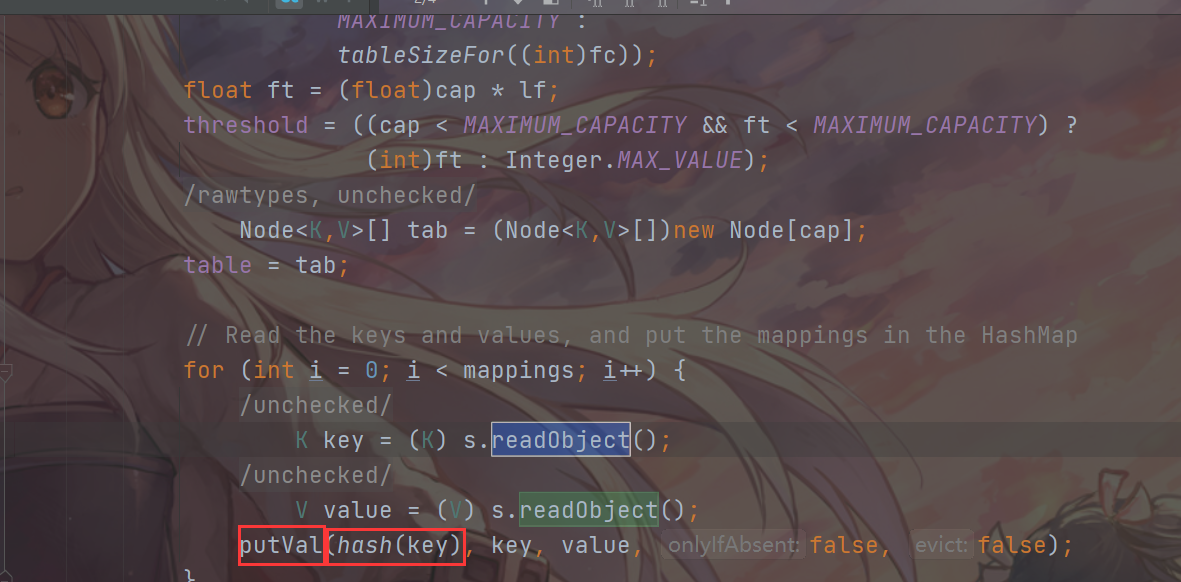 2/4
MAXIMUM_CAPACITY :
tableSizeFor((int)fc));
float ft = (float)cap * lf;
threshold = ((cap < MAXIMUM_CAPACITY && ft < MAXIMUM_CAPACITY) ?
(int)ft : Integer.MAX_VALUE);
/rawtypes, unchecked/
Node<K,V>[] tab = (Node<K,V>[])new Node[cap];
table = tab;
// Read the keys and values, and put the mappings in the HashMap
for (int i = 0; i < mappings; i++) {
/unchecked/
K key = (K) s.readObject();
/unchecked/
V value = (V) s.readObject();
putVal(hash(key), key, value, onlyIfAbsent: false, evict: false);
}